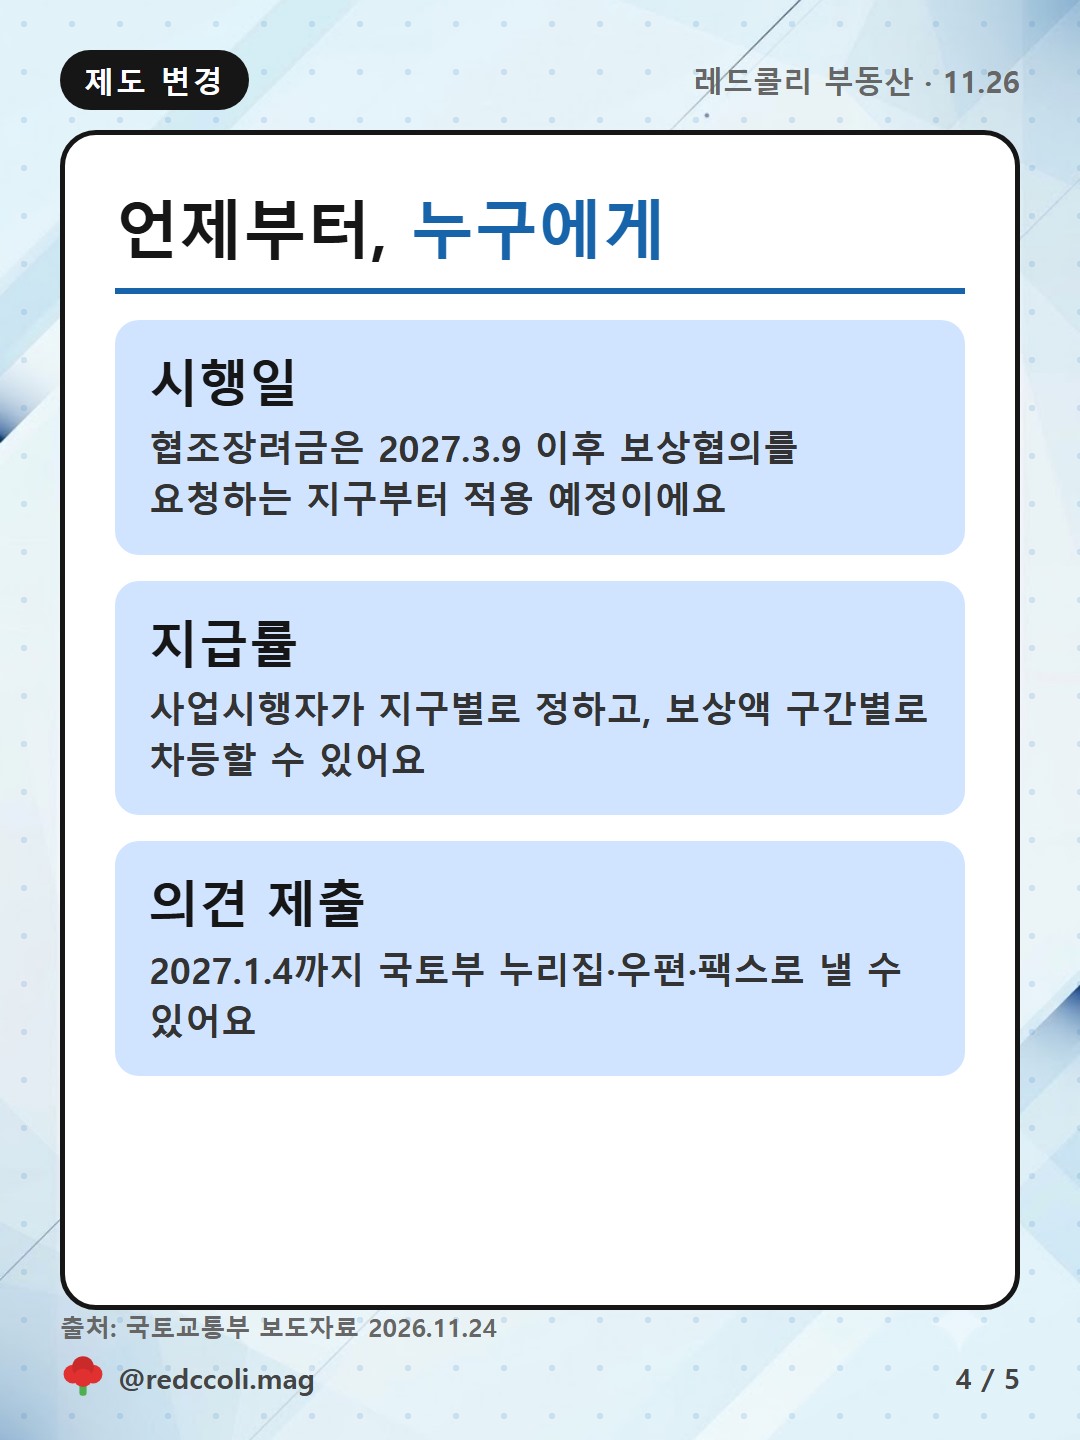 제도 변경
레드콜리 부동산 · 11.26
언제부터, 누구에게
시행일
협조장려금은 2027.3.9 이후 보상협의를
요청하는 지구부터 적용 예정이에요
지급률
사업시행자가 지구별로 정하고, 보상액 구간별로
차등할 수 있어요
의견 제출
2027.1.4까지 국토부 누리집·우편·팩스로 낼 수
있어요
출처: 국토교통부 보도자료 2026.11.24
@redccoli.mag
4 / 5